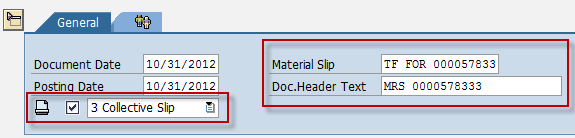 General
Document Date 10/31/2012 Material Slip TF FOR 000057833
Posting Date 10/31/2012 Doc.Header Text MRS 0000578333
3 Collective Slip